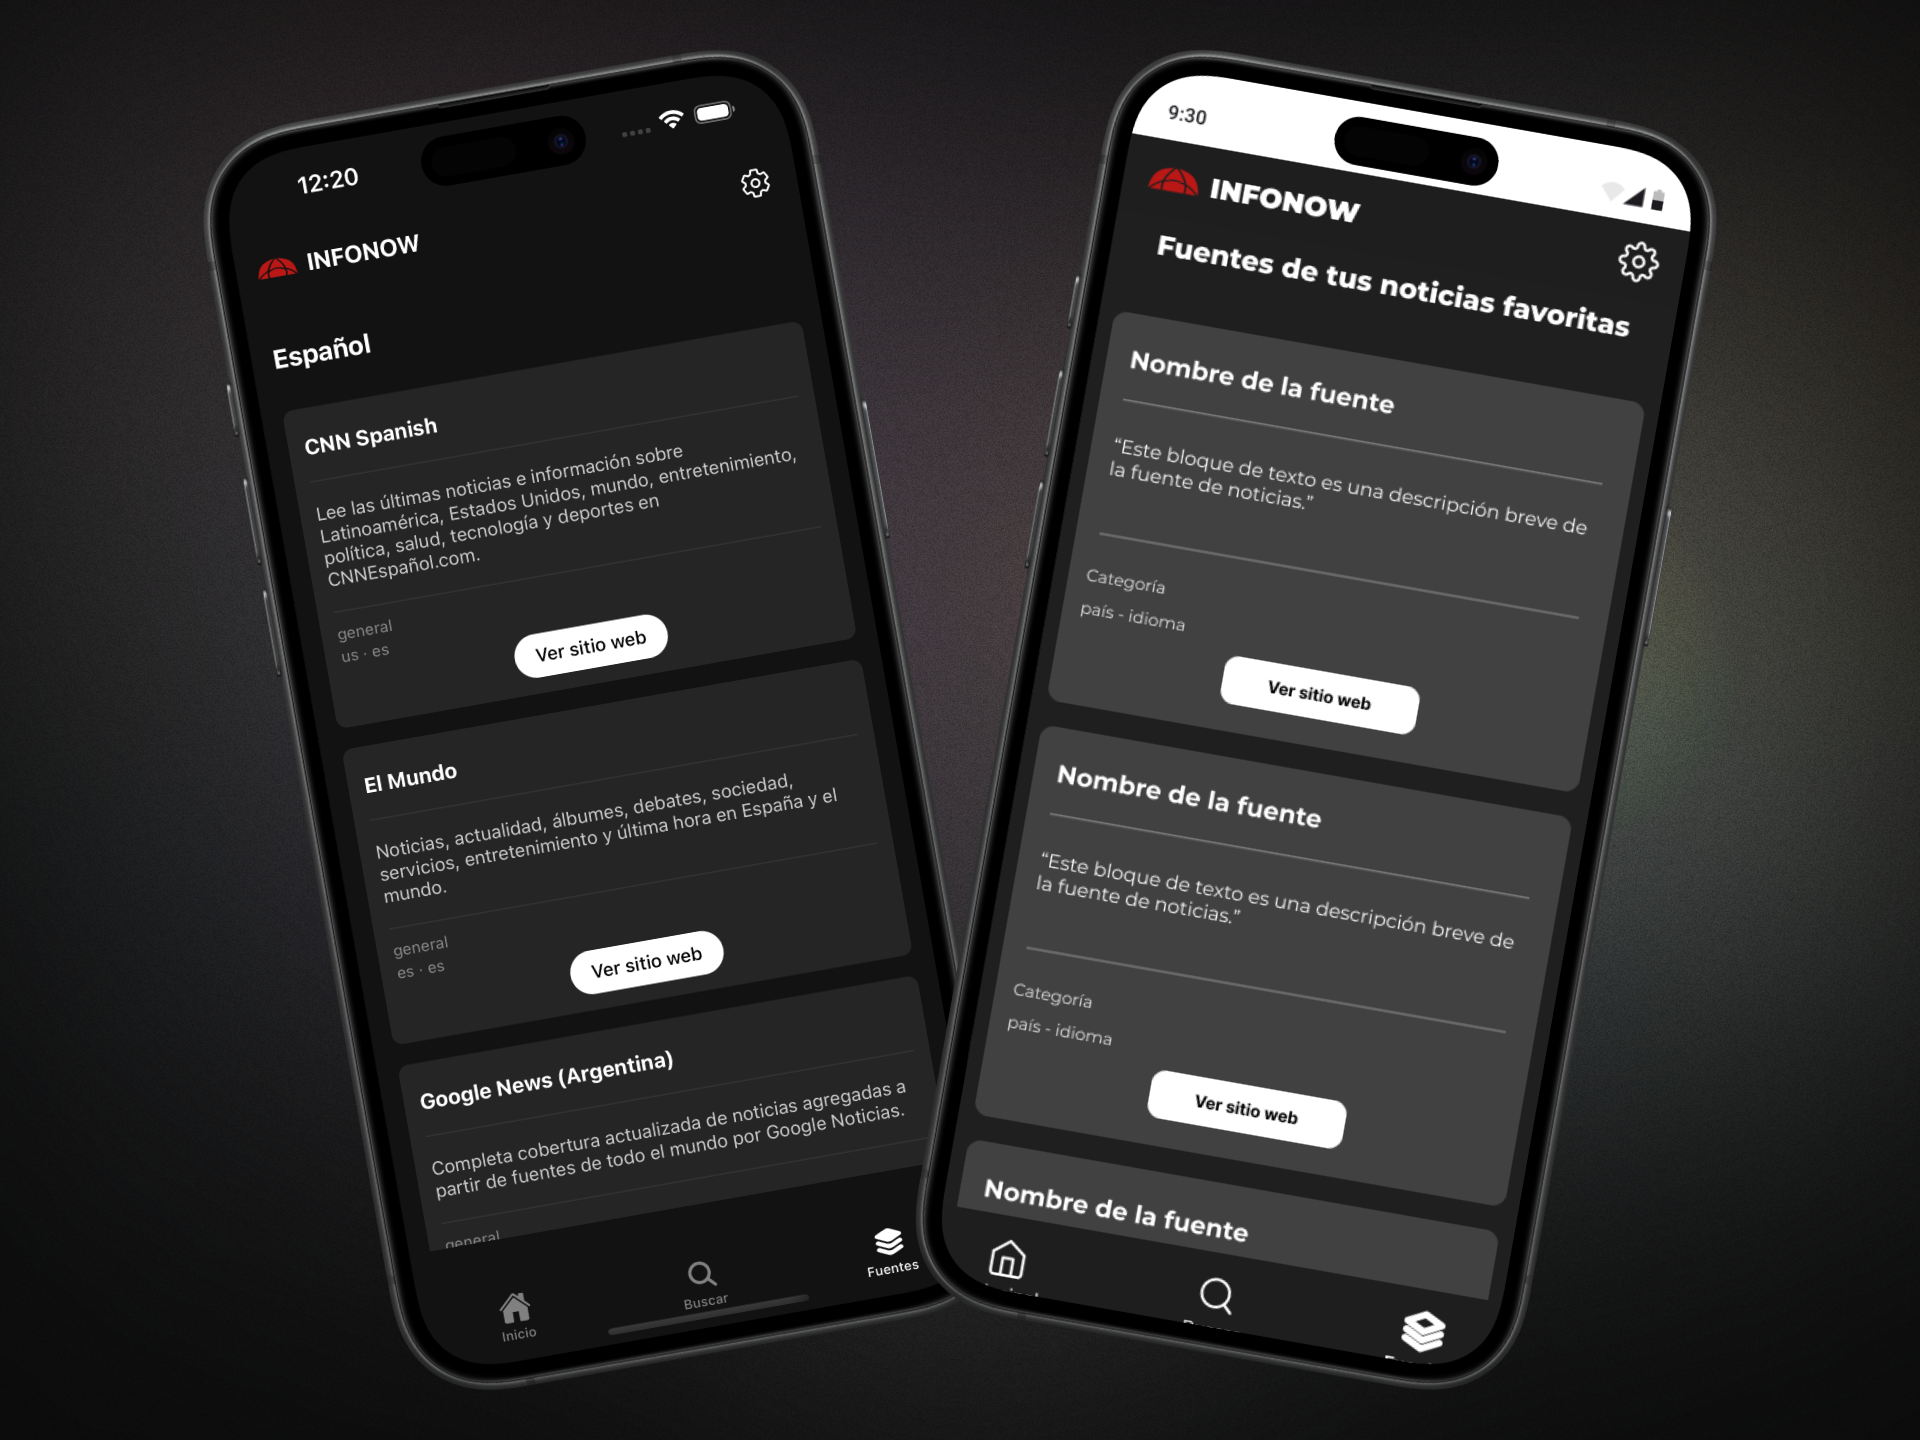 12:20
INFONOW
Español
CNN Spanish
Lee las últimas noticias e información sobre
Latinoamérica, Estados Unidos, mundo, entretenimiento,
política, salud, tecnología y deportes en
CNNEspañol.com.
general
us · es
Ver sitio web
El Mundo
Noticias, actualidad, álbumes, debates, sociedad,
servicios, entretenimiento y última hora en España y el
mundo.
general
es · es
Ver sitio web
Google News (Argentina)
Completa cobertura actualizada de noticias agregadas a
partir de fuentes de todo el mundo por Google Noticias.
general
Inicio
Buscar
Fuentes
9:30
INFONOW
Fuentes de tus noticias favoritas
Nombre de la fuente
“Este bloque de texto es una descripción breve de
la fuente de noticias.”
Categoría
país - idioma
Ver sitio web
Nombre de la fuente
“Este bloque de texto es una descripción breve de
la fuente de noticias.”
Categoría
país - idioma
Ver sitio web
Nombre de la fuente